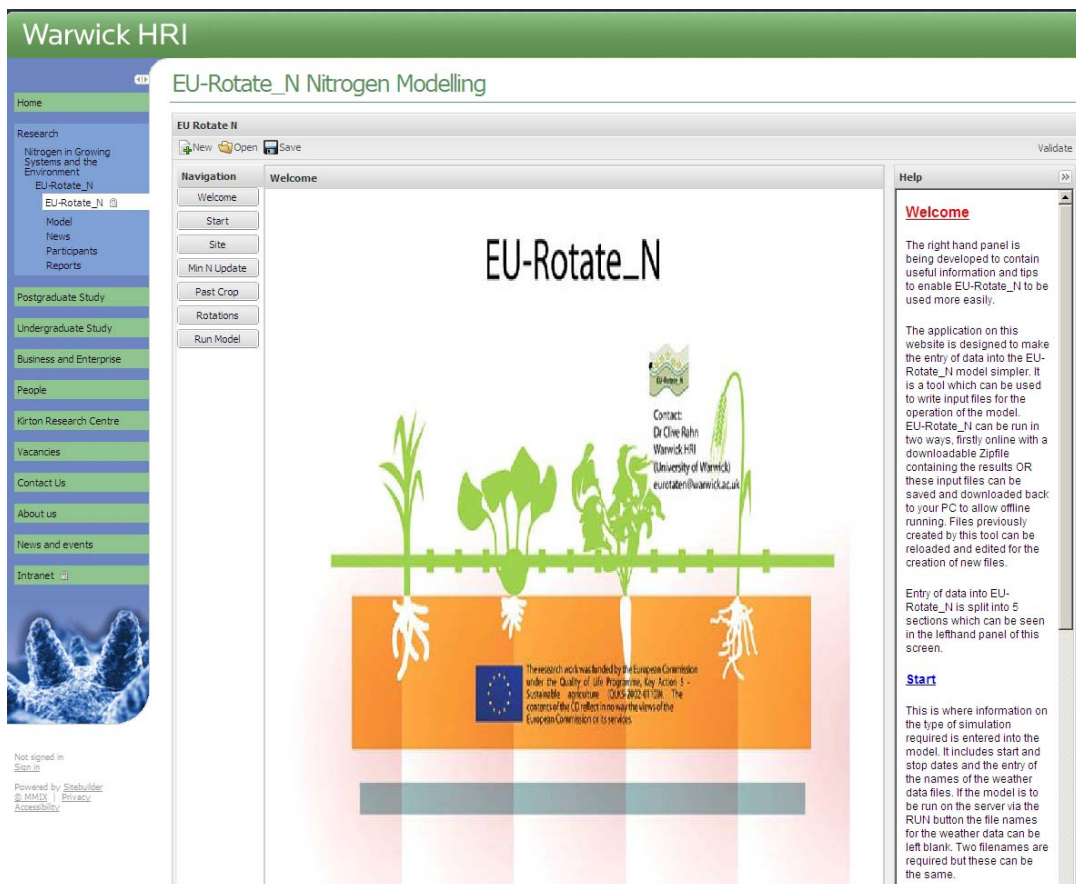 Warwick HRI
EU-Rotate_N Nitrogen Modelling
Home
Research
Nitrogen in Growing
Systems and the
Environment
EU-Rotate_N
EU-Rotate_N
Model
News
Participants
Reports
Postgraduate Study
Undergraduate Study
Business and Enterprise
People
Kirton Research Centre
Vacancies
Contact Us
About us
News and events
Intranet
Not signed in
Sign in
Powered by Sitebuilder
© MMIX | Privacy
Accessibility
EU Rotate N
New Open Save
Validate
Navigation
Welcome
Start
Site
Min N Update
Past Crop
Rotations
Run Model
Welcome
EU-Rotate_N
EU-Rotate_N
Contact:
Dr Clive Rahn
Warwick HRI
(University of Warwick)
eurotaten@warwick.ac.uk
The research work was funded by the European Commission
under the Quality of Life Programme, Key Action 5 -
Sustainable agriculture The
contents of the CD reflect in no way the views of the
European Commission or its services.
Help
Welcome
The right hand panel is
being developed to contain
useful information and tips
to enable EU-Rotate_N to be
used more easily.
The application on this
website is designed to make
the entry of data into the EU-
Rotate_N model simpler. It
is a tool which can be used
to write input files for the
operation of the model.
EU-Rotate_N can be run in
two ways, firstly online with a
downloadable Zipfile
containing the results OR
these input files can be
saved and downloaded back
to your PC to allow offline
running. Files previously
created by this tool can be
reloaded and edited for the
creation of new files.
Entry of data into EU-
Rotate_N is split into 5
sections which can be seen
in the lefthand panel of this
screen.
Start
This is where information on
the type of simulation
required is entered into the
model. It includes start and
stop dates and the entry of
the names of the weather
data files. If the model is to
be run on the server via the
RUN button the file names
for the weather data can be
left blank. Two filenames are
required but these can be
the same.